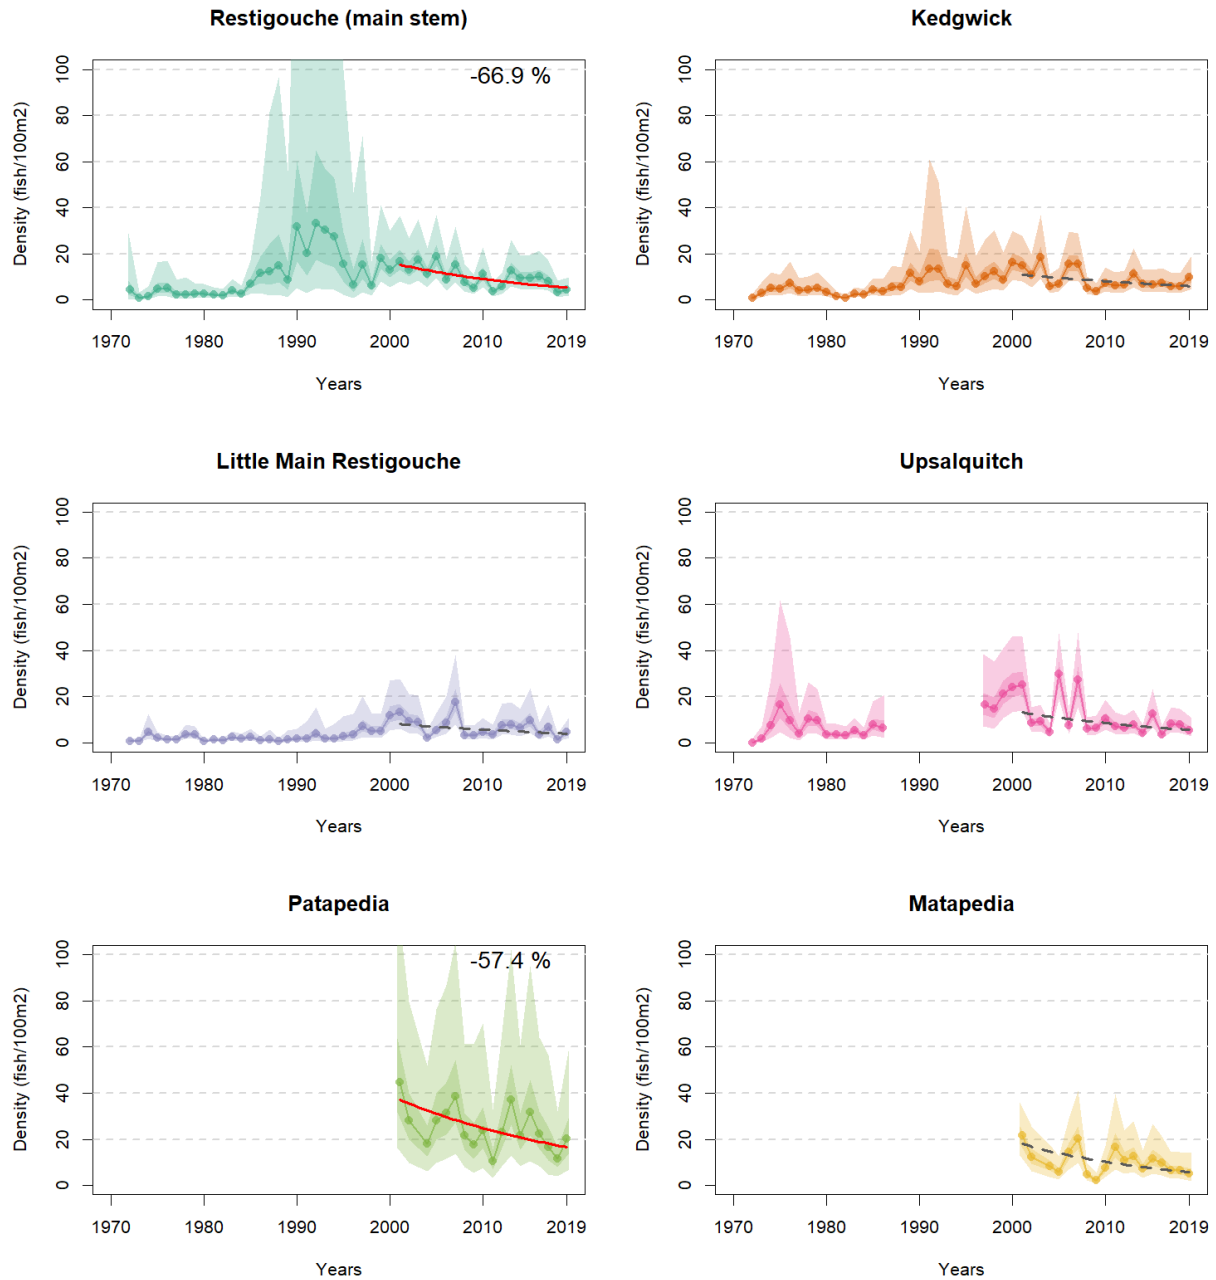 Restigouche (main stem)
Density (fish/100m2)
100
80
60
40
20
0
-66.9 %
1970 1980 1990 2000 2010 2019
Years
Kedgwick
Density (fish/100m2)
100
80
60
40
20
0
1970 1980 1990 2000 2010 2019
Years
Little Main Restigouche
Density (fish/100m2)
100
80
60
40
20
0
1970 1980 1990 2000 2010 2019
Years
Upsalquitch
Density (fish/100m2)
100
80
60
40
20
0
1970 1980 1990 2000 2010 2019
Years
Patapedia
Density (fish/100m2)
100
80
60
40
20
0
-57.4 %
1970 1980 1990 2000 2010 2019
Years
Matapedia
Density (fish/100m2)
100
80
60
40
20
0
1970 1980 1990 2000 2010 2019
Years